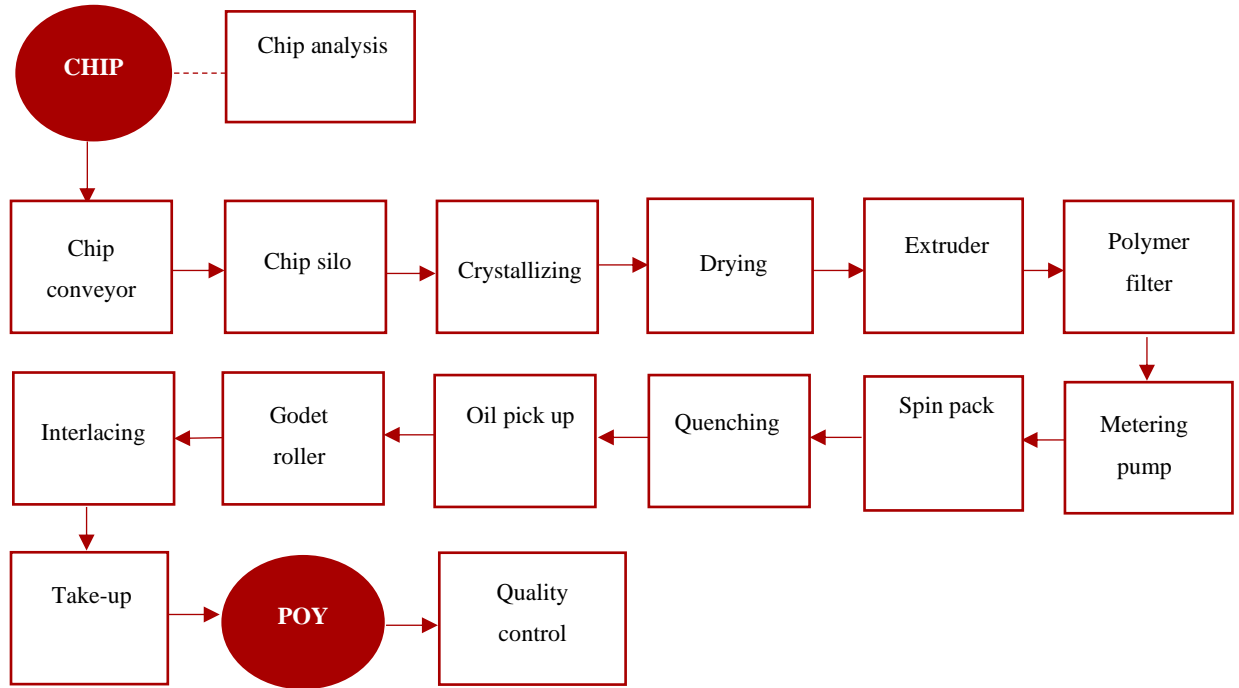 CHIP
Chip analysis
Chip
conveyor
Chip silo
Crystallizing
Drying
Extruder
Polymer
filter
Interlacing
Godet
roller
Oil pick up
Quenching
Spin pack
Metering
pump
Take-up
POY
Quality
control